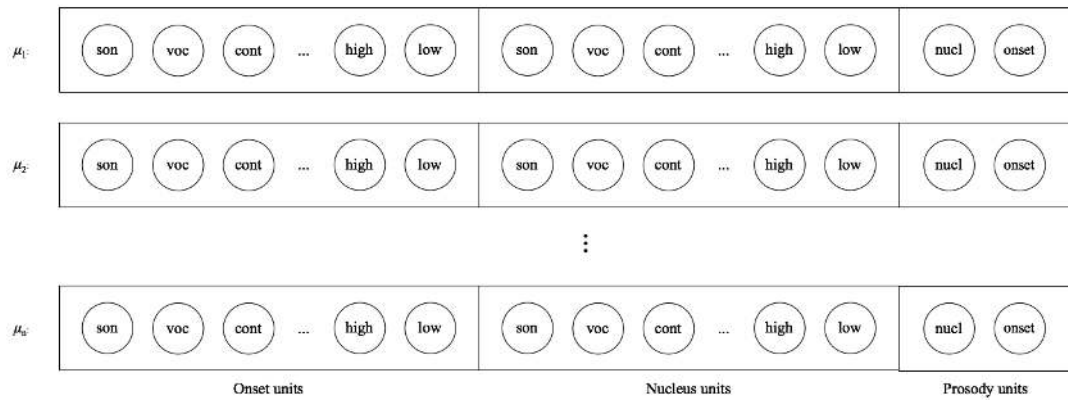 μ₁: son voc cont ... high low son voc cont ... high low nucl onset
μ₂: son voc cont ... high low son voc cont ... high low nucl onset
⋮
μₙ: son voc cont ... high low son voc cont ... high low nucl onset
Onset units Nucleus units Prosody units